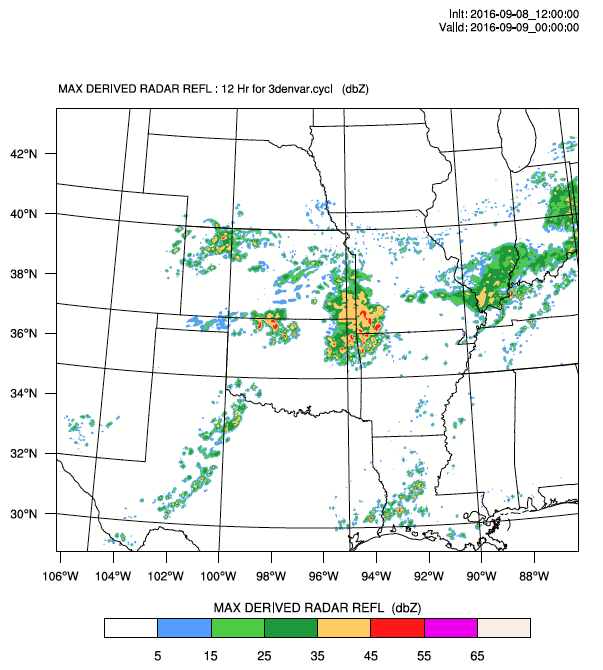 Init: 2016-09-08_12:00:00
Valid: 2016-09-09_00:00:00
MAX DERIVED RADAR REFL : 12 Hr for 3denvar.cycl (dbZ)
42°N
40°N
38°N
36°N
34°N
32°N
30°N
106°W 104°W 102°W 100°W 98°W 96°W 94°W 92°W 90°W 88°W
MAX DERIVED RADAR REFL (dbZ)
5 15 25 35 45 55 65